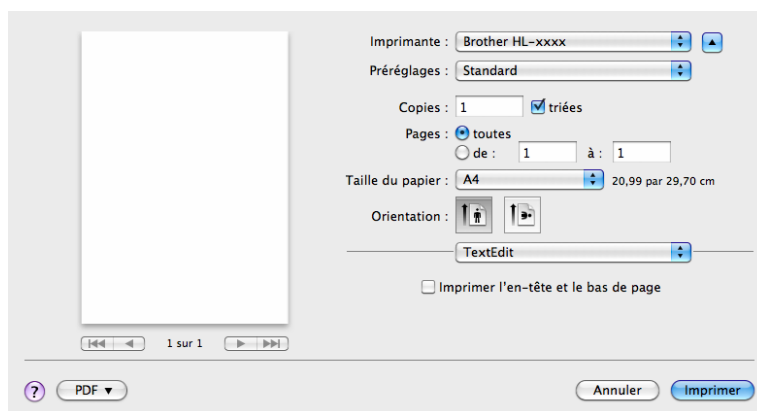 Imprimante : Brother HL-xxxx
Préréglages : Standard
Copies : 1 triées
Pages : toutes
de : 1 à : 1
Taille du papier : A4 20,99 par 29,70 cm
Orientation :
TextEdit
Imprimer l'en-tête et le bas de page
1 sur 1
? PDF Annuler Imprimer